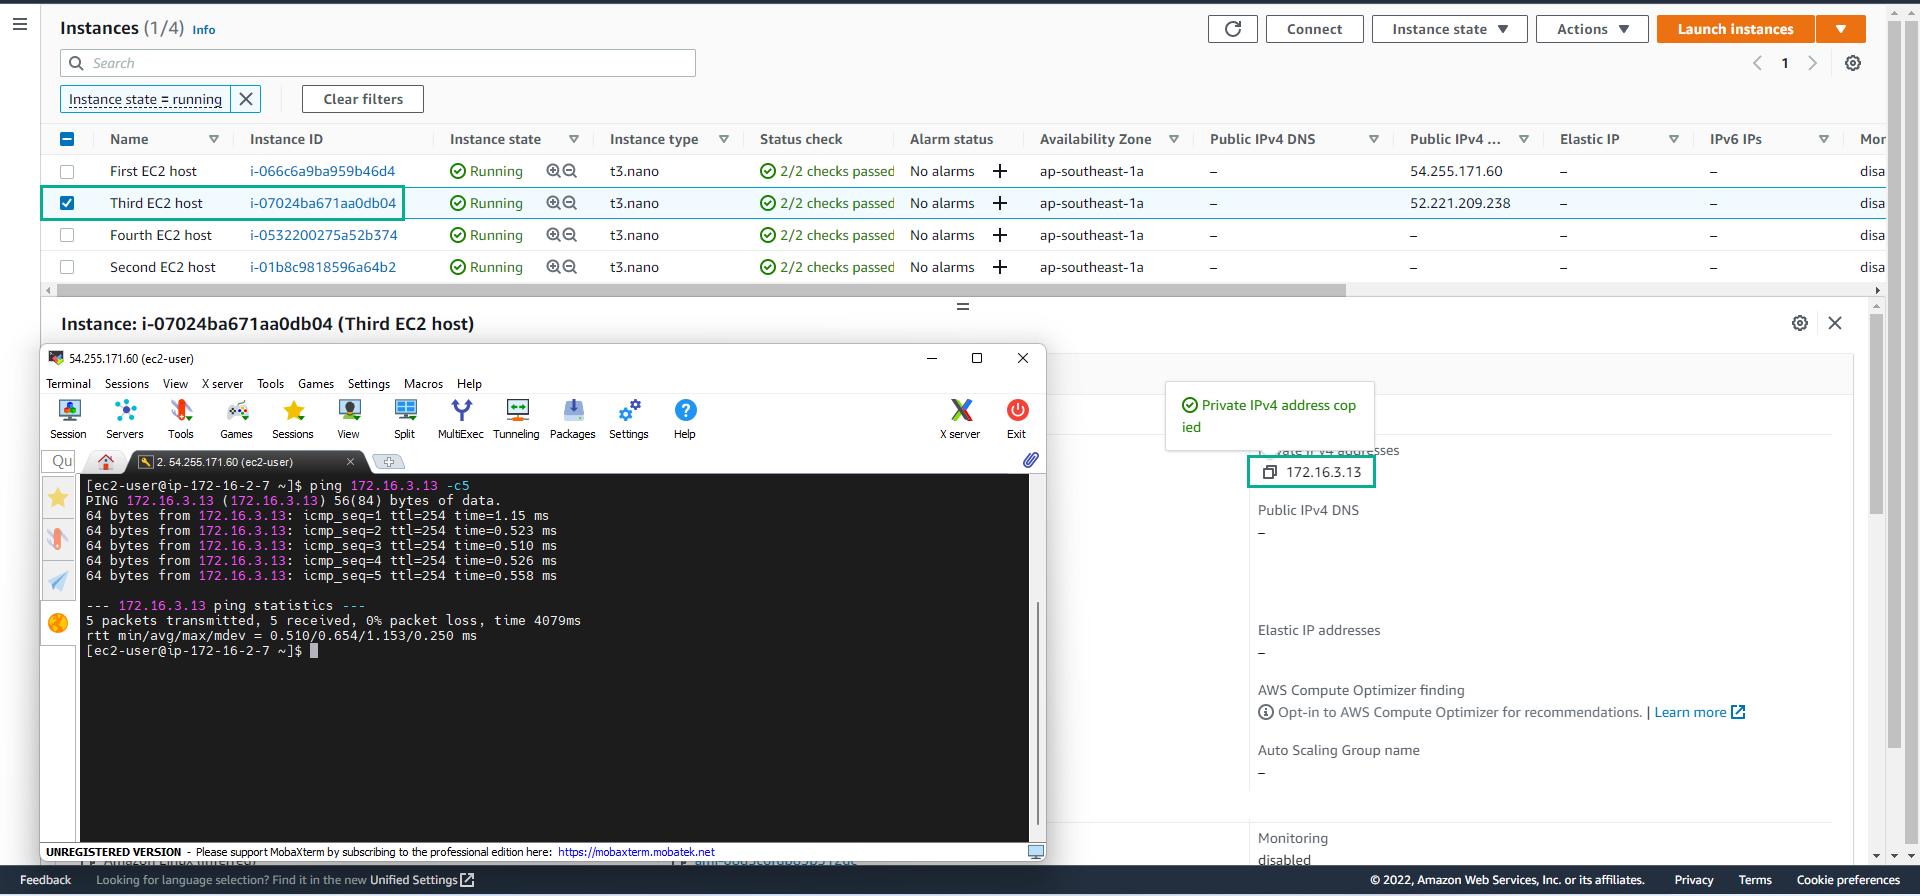 Instances (1/4) Info
Connect
Instance state
Actions
Launch instances
Search
1
Instance state = running
Clear filters
Name Instance ID Instance state Instance type Status check Alarm status Availability Zone Public IPv4 DNS Public IPv4 ... Elastic IP IPv6 IPs Mor
First EC2 host i-066c6a9ba959b46d4 Running t3.nano 2/2 checks passed No alarms + ap-southeast-1a – 54.255.171.60 – – disa
Third EC2 host i-07024ba671aa0db04 Running t3.nano 2/2 checks passed No alarms + ap-southeast-1a – 52.221.209.238 – – disa
Fourth EC2 host i-0532200275a52b374 Running t3.nano 2/2 checks passed No alarms + ap-southeast-1a – – – – disa
Second EC2 host i-01b8c9818596a64b2 Running t3.nano 2/2 checks passed No alarms + ap-southeast-1a – – – – disa
Instance: i-07024ba671aa0db04 (Third EC2 host)
54.255.171.60 (ec2-user)
Terminal Sessions View X server Tools Games Settings Macros Help
Session Servers Tools Games Sessions View Split MultiExec Tunneling Packages Settings Help X server Exit
Qu
2. 54.255.171.60 (ec2-user)
[ec2-user@ip-172-16-2-7 ~]$ ping 172.16.3.13 -c5
PING 172.16.3.13 (172.16.3.13) 56(84) bytes of data.
64 bytes from 172.16.3.13: icmp_seq=1 ttl=254 time=1.15 ms
64 bytes from 172.16.3.13: icmp_seq=2 ttl=254 time=0.523 ms
64 bytes from 172.16.3.13: icmp_seq=3 ttl=254 time=0.510 ms
64 bytes from 172.16.3.13: icmp_seq=4 ttl=254 time=0.526 ms
64 bytes from 172.16.3.13: icmp_seq=5 ttl=254 time=0.558 ms
--- 172.16.3.13 ping statistics ---
5 packets transmitted, 5 received, 0% packet loss, time 4079ms
rtt min/avg/max/mdev = 0.510/0.654/1.153/0.250 ms
[ec2-user@ip-172-16-2-7 ~]$
UNREGISTERED VERSION - Please support MobaXterm by subscribing to the professional edition here: https://mobaxterm.mobatek.net
Private IPv4 address cop
ied
addresses
172.16.3.13
Public IPv4 DNS
–
Elastic IP addresses
–
AWS Compute Optimizer finding
Opt-in to AWS Compute Optimizer for recommendations. | Learn more
Auto Scaling Group name
–
Monitoring
disabled
Feedback Looking for language selection? Find it in the new Unified Settings
© 2022, Amazon Web Services, Inc. or its affiliates. Privacy Terms Cookie preferences